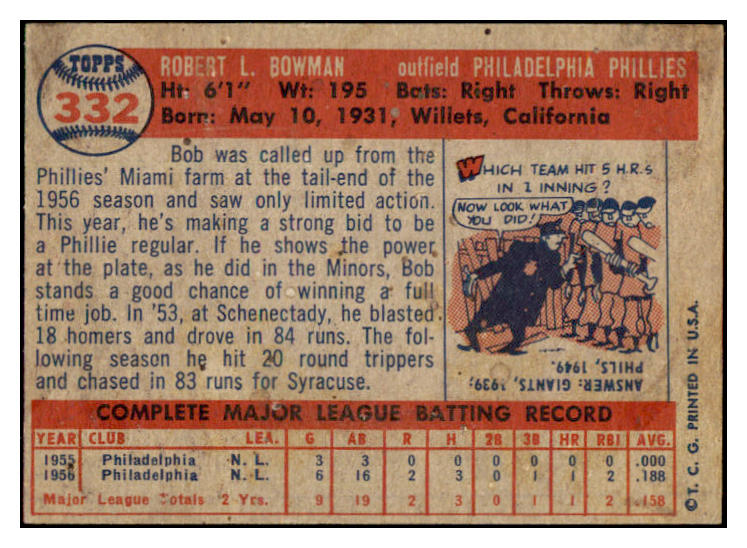 TOPPS
332
ROBERT L. BOWMAN outfield PHILADELPHIA PHILLIES
Ht: 6'1" Wt: 195 Bats: Right Throws: Right
Born: May 10, 1931, Willets, California
Bob was called up from the
Phillies' Miami farm at the tail-end of the
1956 season and saw only limited action.
This year, he's making a strong bid to be
a Phillie regular. If he shows the power
at the plate, as he did in the Minors, Bob
stands a good chance of winning a full
time job. In '53, at Schenectady, he blasted
18 homers and drove in 84 runs. The fol-
lowing season he hit 20 round trippers
and chased in 83 runs for Syracuse.
WHICH TEAM HIT 5 H.R.S
IN 1 INNING?
NOW LOOK WHAT
YOU DID!
ANSWER: GIANTS, 1939;
PHILS, 1949.
COMPLETE MAJOR LEAGUE BATTING RECORD
YEAR CLUB LEA. G AB R H 2B 3B HR RBI AVG.
1955 Philadelphia N. L. 3 3 0 0 0 0 0 0 .000
1956 Philadelphia N. L. 6 16 2 3 0 1 1 2 .188
Major League Totals 2 Yrs. 9 19 2 3 0 1 1 2 .158
©T. C. G. PRINTED IN U.S.A.